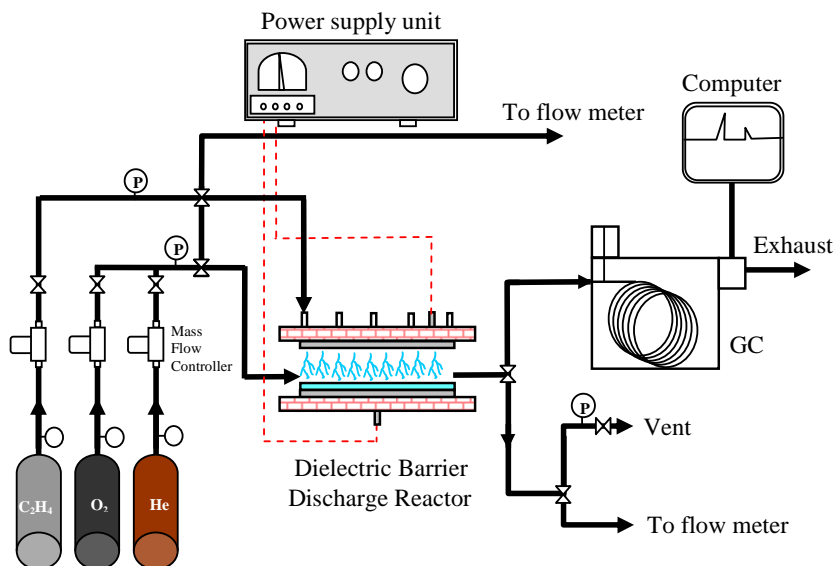 Power supply unit
Computer
To flow meter
P
P
Exhaust
Mass
Flow
Controller
GC
P
Vent
Dielectric Barrier
Discharge Reactor
C₂H₄
O₂
He
To flow meter